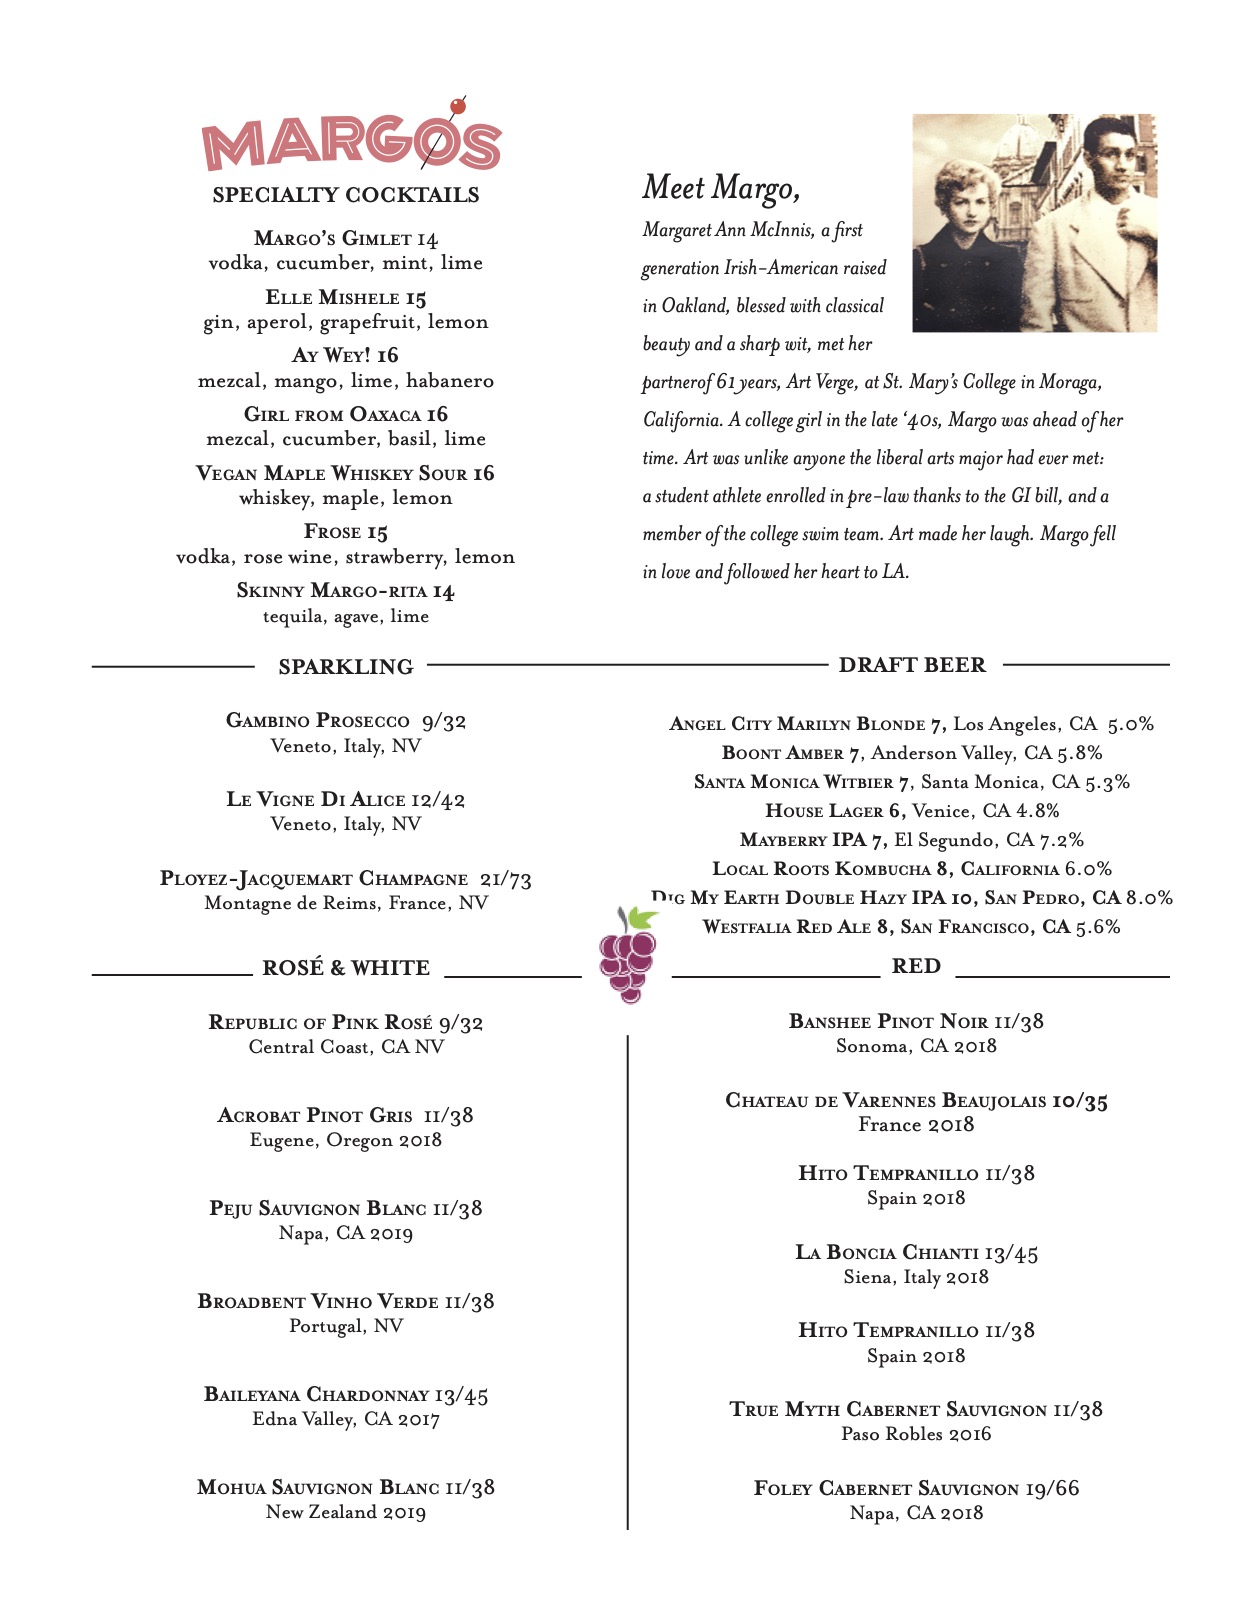 MARGO'S
SPECIALTY COCKTAILS
Margo's Gimlet 14
vodka, cucumber, mint, lime
Elle Mishele 15
gin, aperol, grapefruit, lemon
Ay Wey! 16
mezcal, mango, lime, habanero
Girl from Oaxaca 16
mezcal, cucumber, basil, lime
Vegan Maple Whiskey Sour 16
whiskey, maple, lemon
Frose 15
vodka, rose wine, strawberry, lemon
Skinny Margo-rita 14
tequila, agave, lime
Meet Margo,
Margaret Ann McInnis, a first
generation Irish-American raised
in Oakland, blessed with classical
beauty and a sharp wit, met her
partnerof 61 years, Art Verge, at St. Mary's College in Moraga,
California. A college girl in the late '40s, Margo was ahead of her
time. Art was unlike anyone the liberal arts major had ever met:
a student athlete enrolled in pre-law thanks to the GI bill, and a
member of the college swim team. Art made her laugh. Margo fell
in love and followed her heart to LA.
SPARKLING
Gambino Prosecco 9/32
Veneto, Italy, NV
Le Vigne Di Alice 12/42
Veneto, Italy, NV
Ployez-Jacquemart Champagne 21/73
Montagne de Reims, France, NV
DRAFT BEER
Angel City Marilyn Blonde 7, Los Angeles, CA 5.0%
Boont Amber 7, Anderson Valley, CA 5.8%
Santa Monica Witbier 7, Santa Monica, CA 5.3%
House Lager 6, Venice, CA 4.8%
Mayberry IPA 7, El Segundo, CA 7.2%
Local Roots Kombucha 8, California 6.0%
Dig My Earth Double Hazy IPA 10, San Pedro, CA 8.0%
Westfalia Red Ale 8, San Francisco, CA 5.6%
ROSÉ & WHITE
Republic of Pink Rosé 9/32
Central Coast, CA NV
Acrobat Pinot Gris 11/38
Eugene, Oregon 2018
Peju Sauvignon Blanc 11/38
Napa, CA 2019
Broadbent Vinho Verde 11/38
Portugal, NV
Baileyana Chardonnay 13/45
Edna Valley, CA 2017
Mohua Sauvignon Blanc 11/38
New Zealand 2019
RED
Banshee Pinot Noir 11/38
Sonoma, CA 2018
Chateau de Varennes Beaujolais 10/35
France 2018
Hito Tempranillo 11/38
Spain 2018
La Boncia Chianti 13/45
Siena, Italy 2018
Hito Tempranillo 11/38
Spain 2018
True Myth Cabernet Sauvignon 11/38
Paso Robles 2016
Foley Cabernet Sauvignon 19/66
Napa, CA 2018